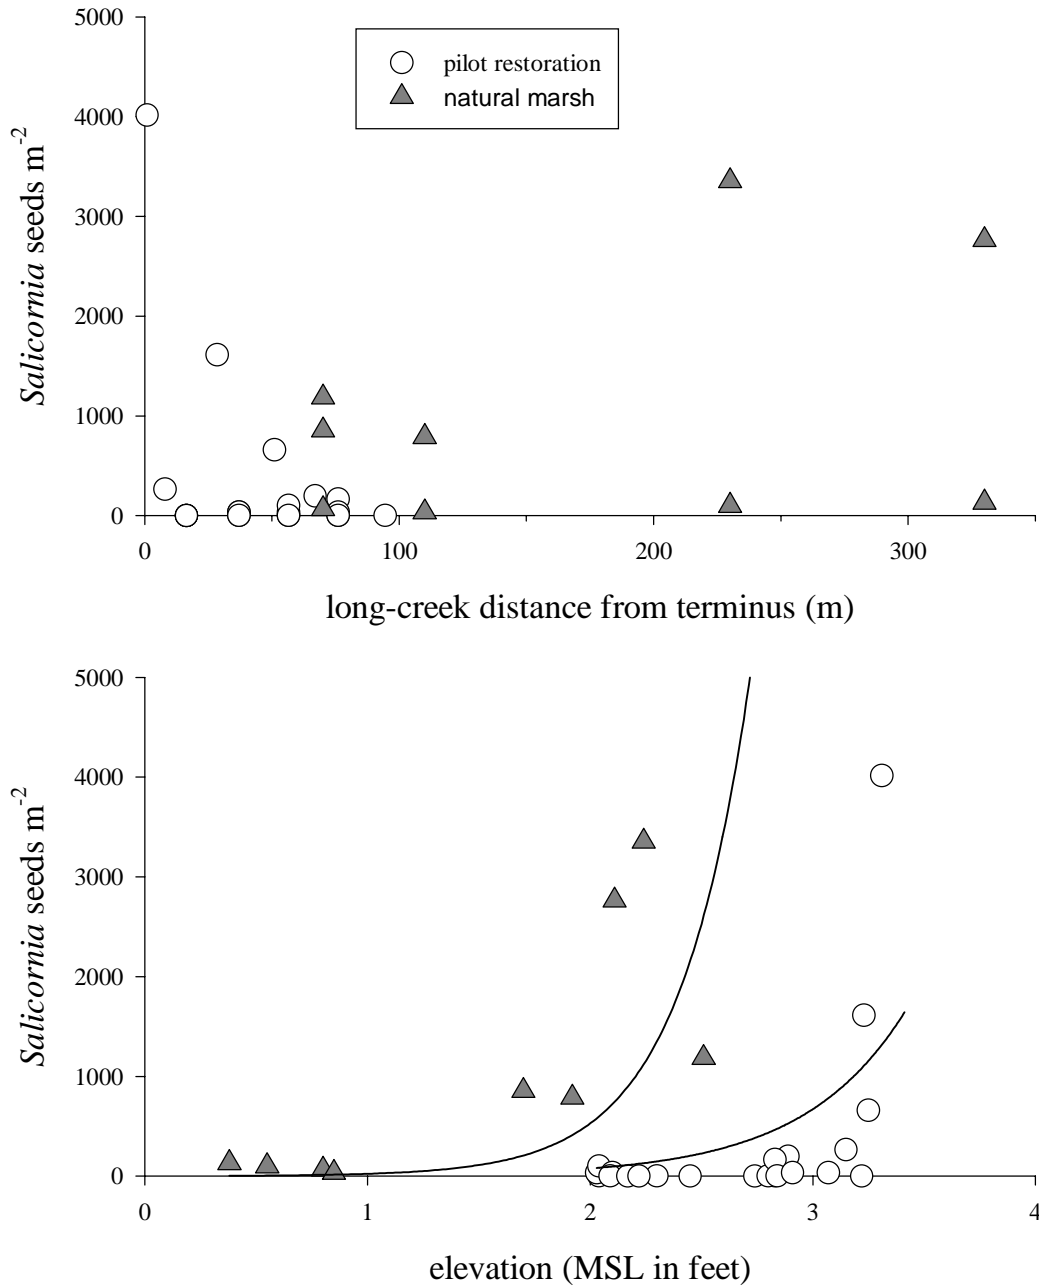 5000
4000
3000
2000
1000
0
Salicornia seeds m-2
pilot restoration
natural marsh
0 100 200 300
long-creek distance from terminus (m)
5000
4000
3000
2000
1000
0
Salicornia seeds m-2
0 1 2 3 4
elevation (MSL in feet)